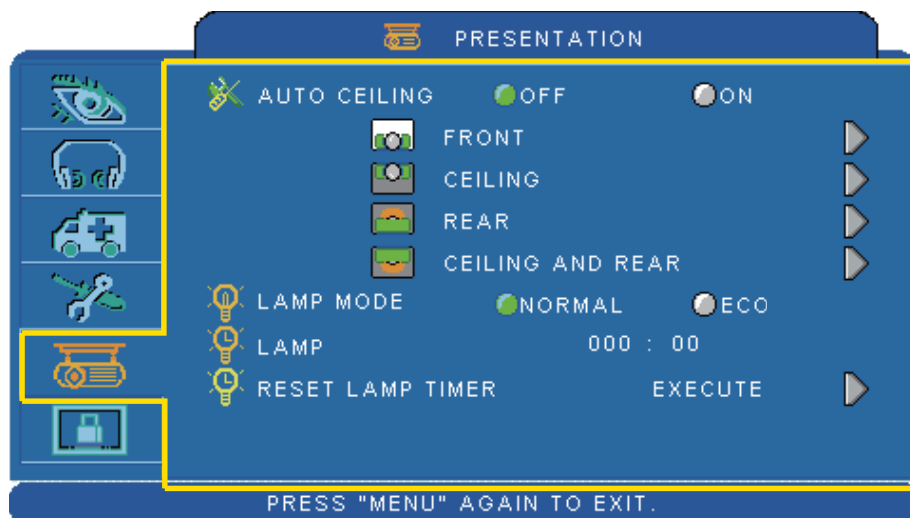 PRESENTATION
AUTO CEILING OFF ON
FRONT
CEILING
REAR
CEILING AND REAR
LAMP MODE NORMAL ECO
LAMP 000 : 00
RESET LAMP TIMER EXECUTE
PRESS "MENU" AGAIN TO EXIT.